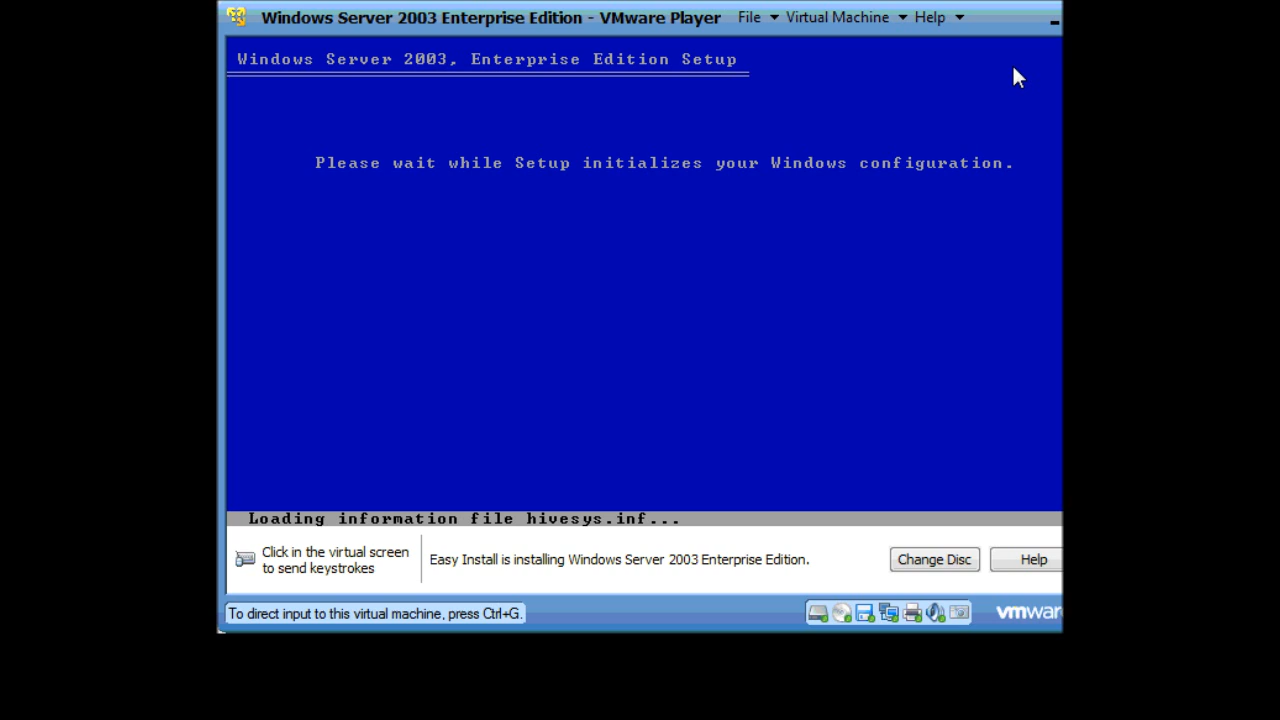 Windows Server 2003 Enterprise Edition - VMware Player File Virtual Machine Help
Windows Server 2003, Enterprise Edition Setup
Please wait while Setup initializes your Windows configuration.
Loading information file hivesys.inf...
Click in the virtual screen
to send keystrokes
Easy Install is installing Windows Server 2003 Enterprise Edition.
Change Disc
Help
To direct input to this virtual machine, press Ctrl+G.
vmwar